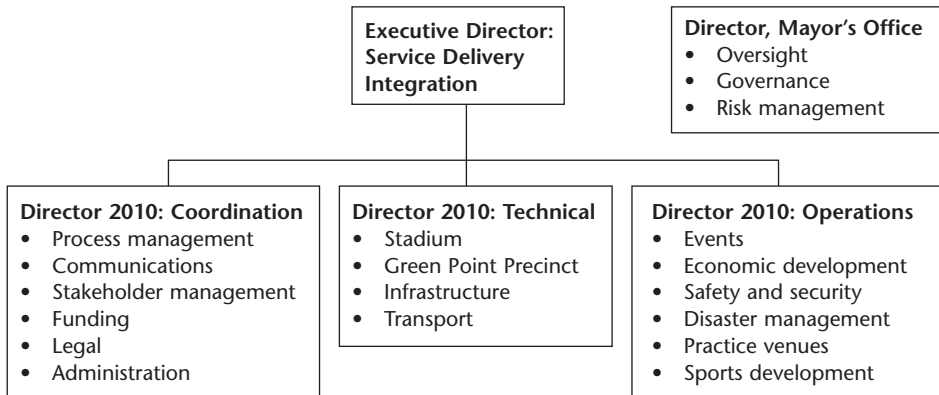 Executive Director:
Service Delivery
Integration
Director, Mayor's Office
• Oversight
• Governance
• Risk management
Director 2010: Coordination
• Process management
• Communications
• Stakeholder management
• Funding
• Legal
• Administration
Director 2010: Technical
• Stadium
• Green Point Precinct
• Infrastructure
• Transport
Director 2010: Operations
• Events
• Economic development
• Safety and security
• Disaster management
• Practice venues
• Sports development